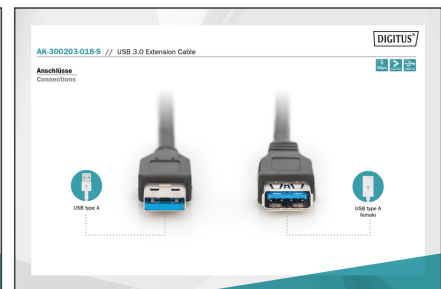 DIGITUS®
AK-300203-018-S // USB 3.0 Extension Cable
Anschlüsse
Connections
USB type A
USB type A
female